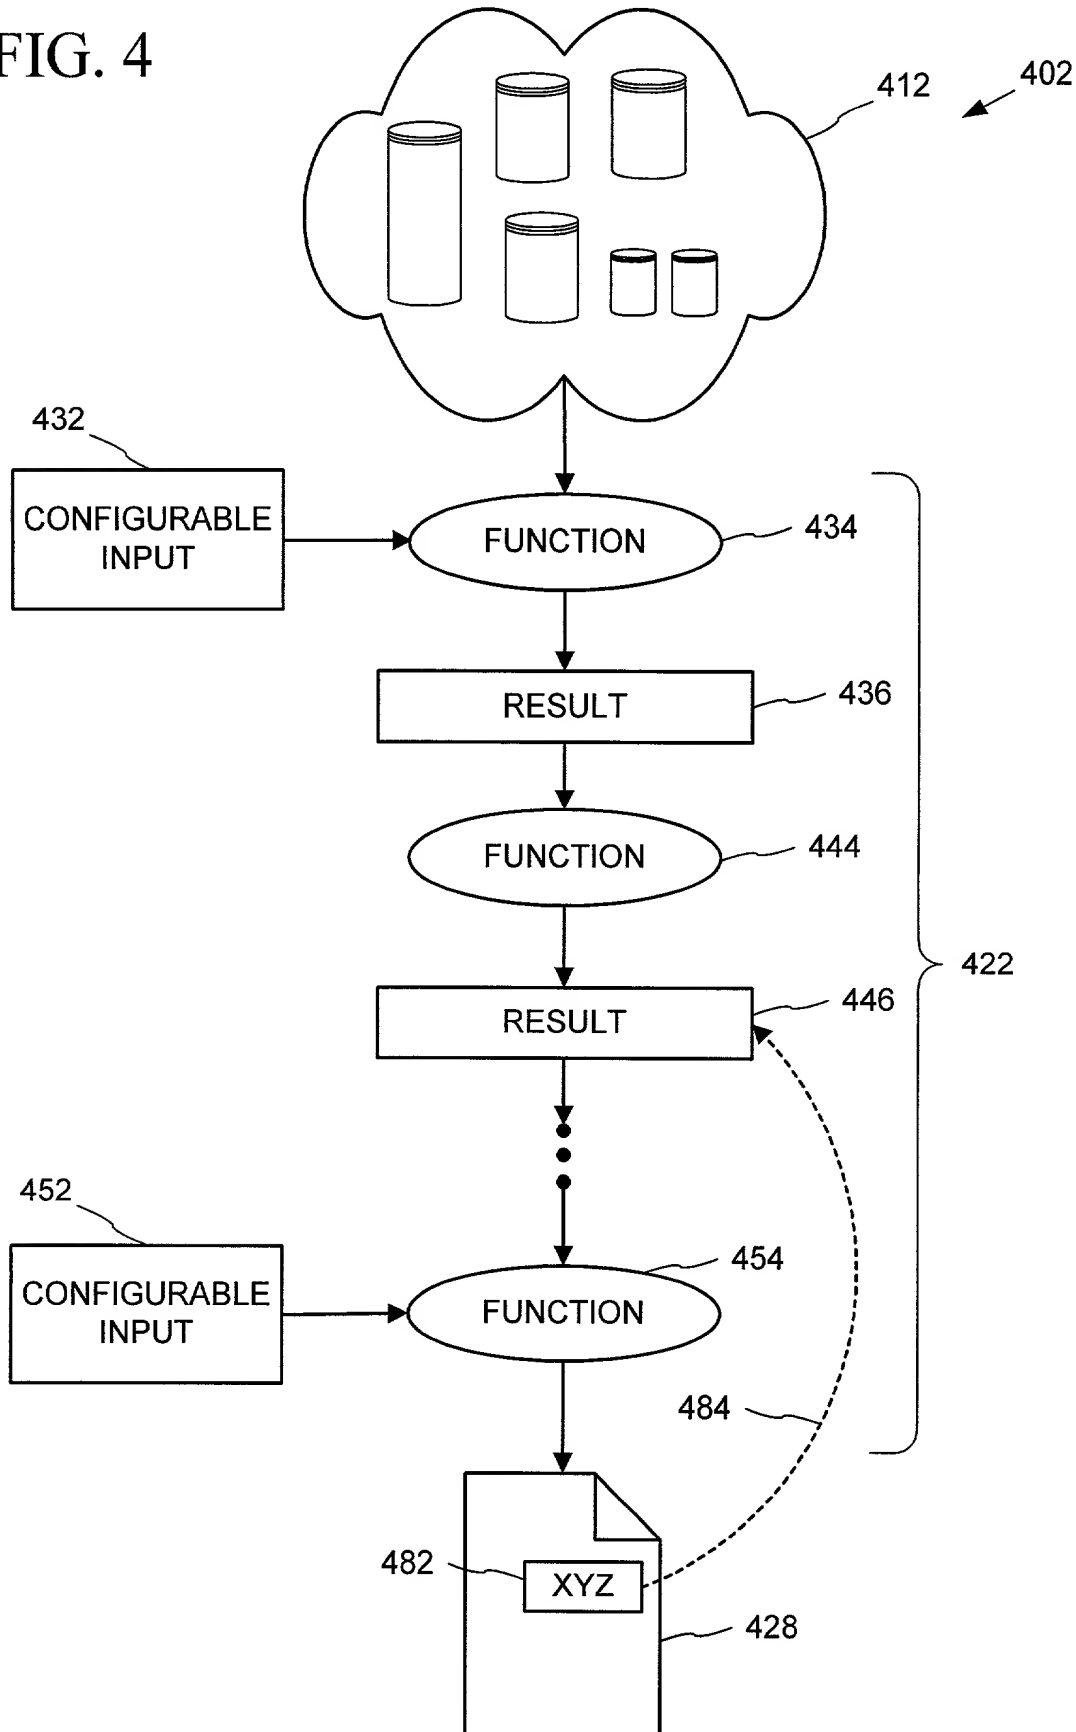 FIG. 4
412
402
432
CONFIGURABLE
INPUT
FUNCTION
434
RESULT
436
FUNCTION
444
422
RESULT
446
452
CONFIGURABLE
INPUT
FUNCTION
454
484
482
XYZ
428